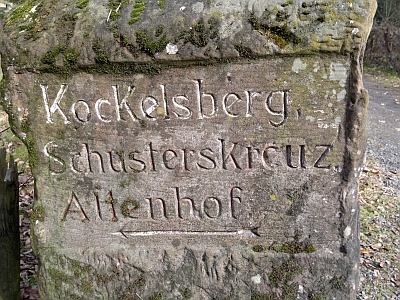 Kockelsberg.
Schusterskreuz.
Altenhof